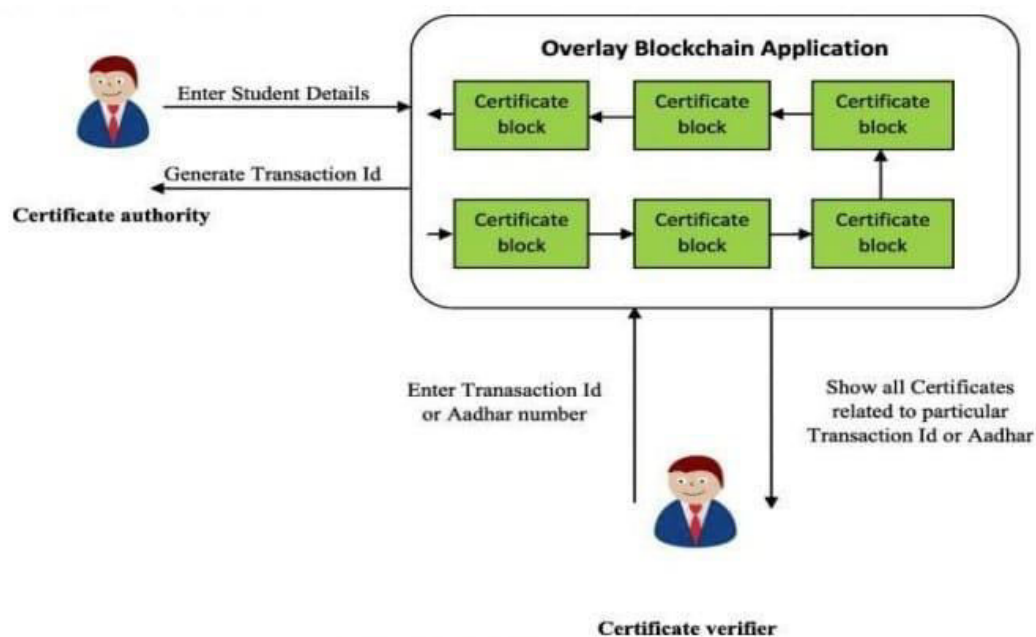 Overlay Blockchain Application
Enter Student Details
Certificate
block
Certificate
block
Certificate
block
Generate Transaction Id
Certificate authority
Certificate
block
Certificate
block
Certificate
block
Enter Tranasaction Id
or Aadhar number
Show all Certificates
related to particular
Transaction Id or Aadhar
Certificate verifier